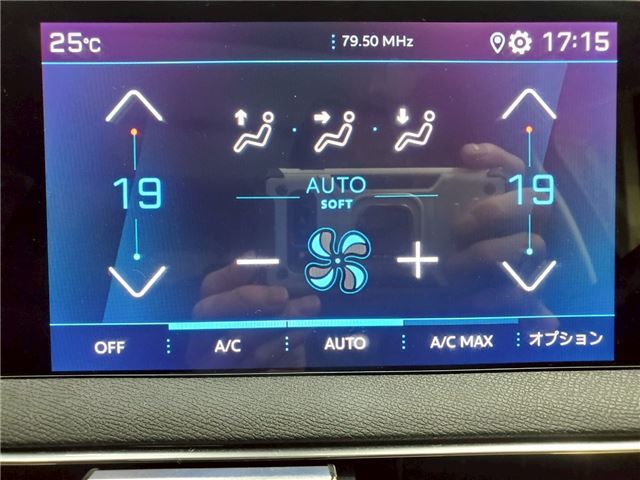 25°C ⋮ 79.50 MHz 17:15
19 AUTO 19
SOFT
OFF A/C AUTO A/C MAX オプション